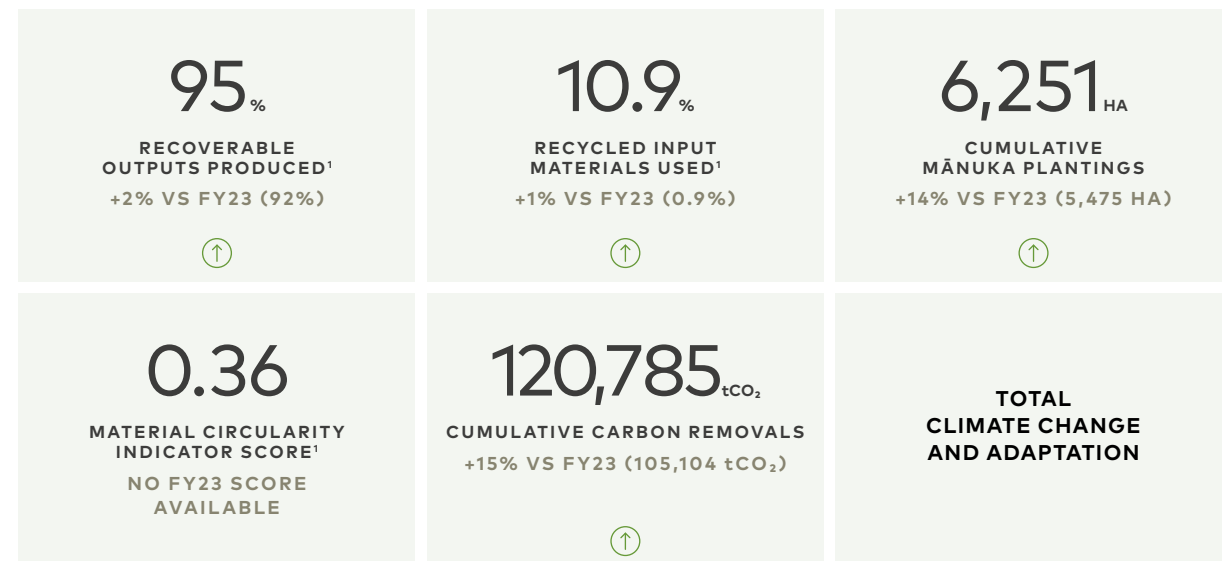 95%
RECOVERABLE
OUTPUTS PRODUCED¹
+2% VS FY23 (92%)
10.9%
RECYCLED INPUT
MATERIALS USED¹
+1% VS FY23 (0.9%)
6,251HA
CUMULATIVE
MĀNUKA PLANTINGS
+14% VS FY23 (5,475 HA)
0.36
MATERIAL CIRCULARITY
INDICATOR SCORE¹
NO FY23 SCORE
AVAILABLE
120,785tCO₂
CUMULATIVE CARBON REMOVALS
+15% VS FY23 (105,104 tCO₂)
TOTAL
CLIMATE CHANGE
AND ADAPTATION